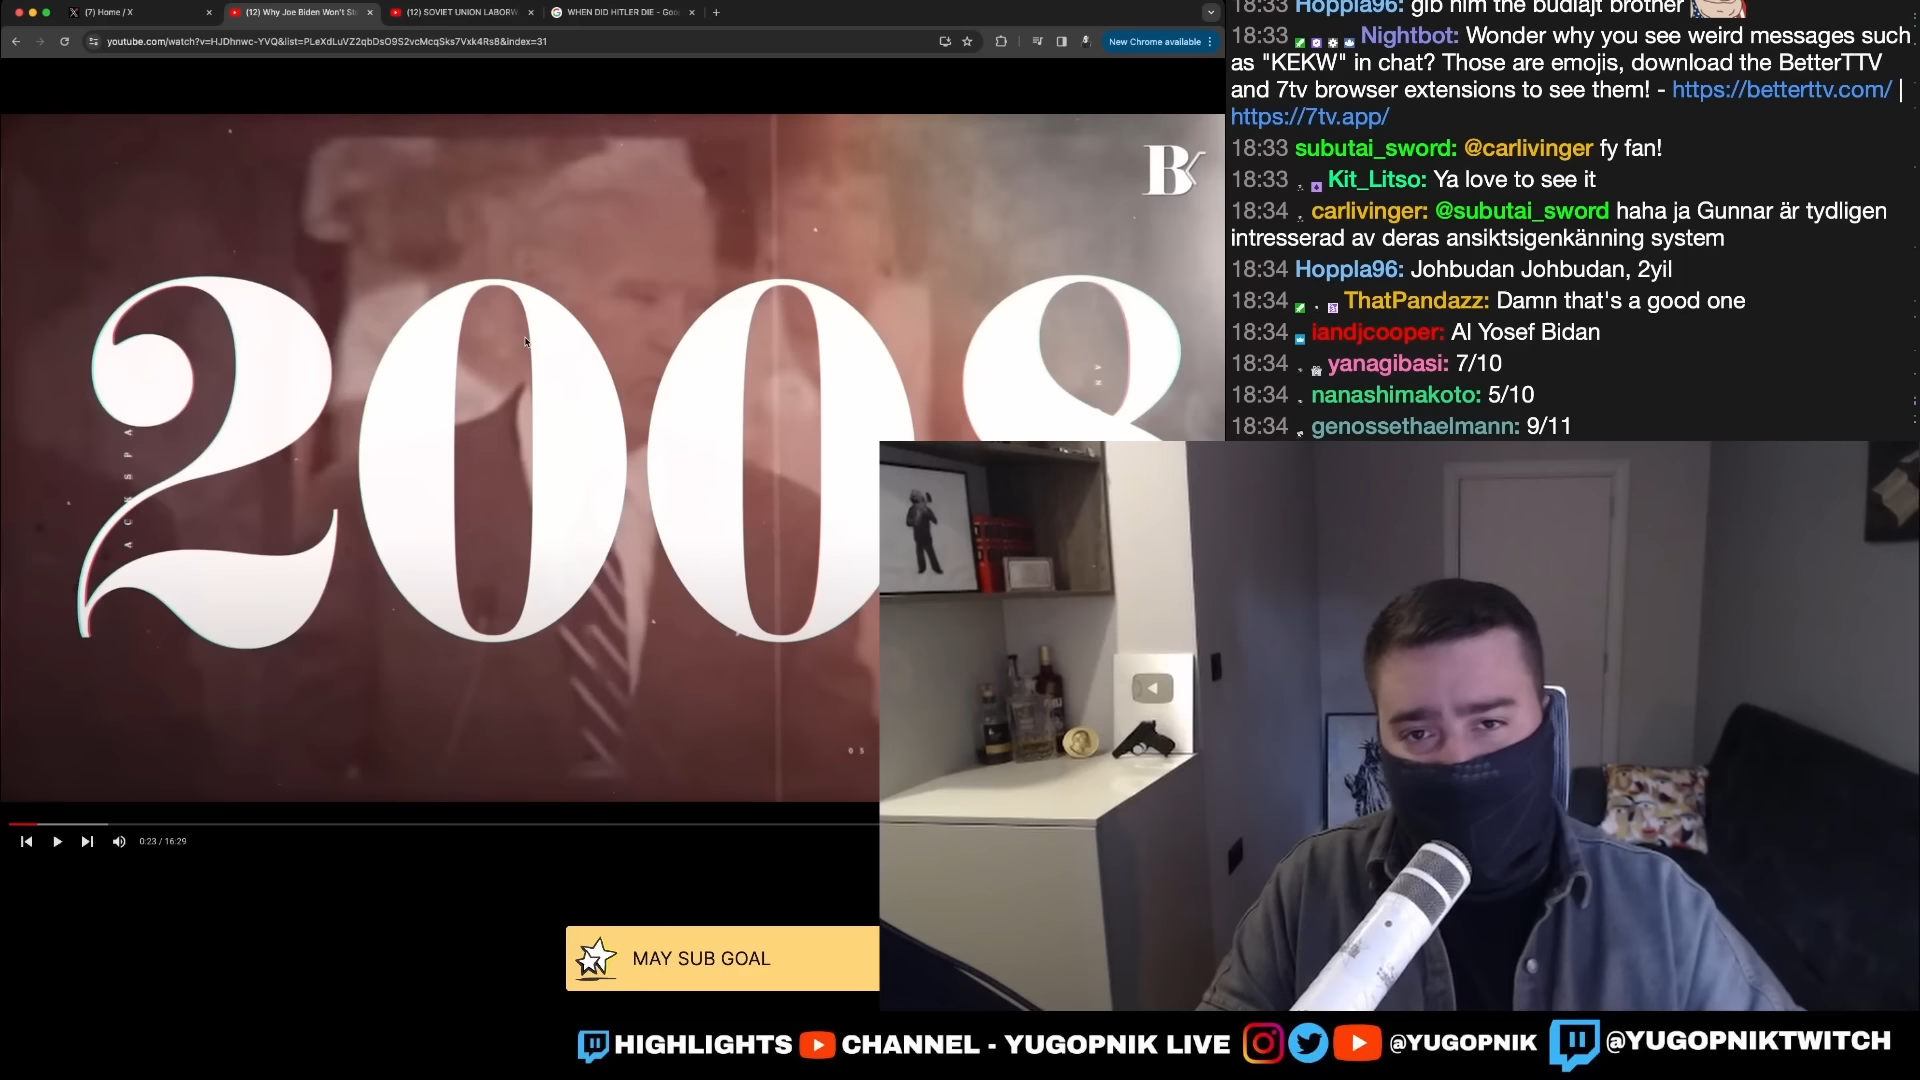 (7) Home / X
(12) Why Joe Biden Won't St
(12) SOVIET UNION LABORW
WHEN DID HITLER DIE - Goo
youtube.com/watch?v=HJDhnwc-YVQ&list=PLeXdLuVZ2qbDsO9S2vcMcqSks7Vxk4Rs8&index=31
New Chrome available
BK
2008
ACKSPA
05
0:23 / 16:29
18:33 Hoppla96: gib him the budlajt brother
18:33 Nightbot: Wonder why you see weird messages such
as "KEKW" in chat? Those are emojis, download the BetterTTV
and 7tv browser extensions to see them! - https://betterttv.com/ |
https://7tv.app/
18:33 subutai_sword: @carlivinger fy fan!
18:33 Kit_Litso: Ya love to see it
18:34 carlivinger: @subutai_sword haha ja Gunnar är tydligen
intresserad av deras ansiktsigenkänning system
18:34 Hoppla96: Johbudan Johbudan, 2yil
18:34 ThatPandazz: Damn that's a good one
18:34 iandjcooper: Al Yosef Bidan
18:34 yanagibasi: 7/10
18:34 nanashimakoto: 5/10
18:34 genossethaelmann: 9/11
MAY SUB GOAL
HIGHLIGHTS CHANNEL - YUGOPNIK LIVE @YUGOPNIK @YUGOPNIKTWITCH